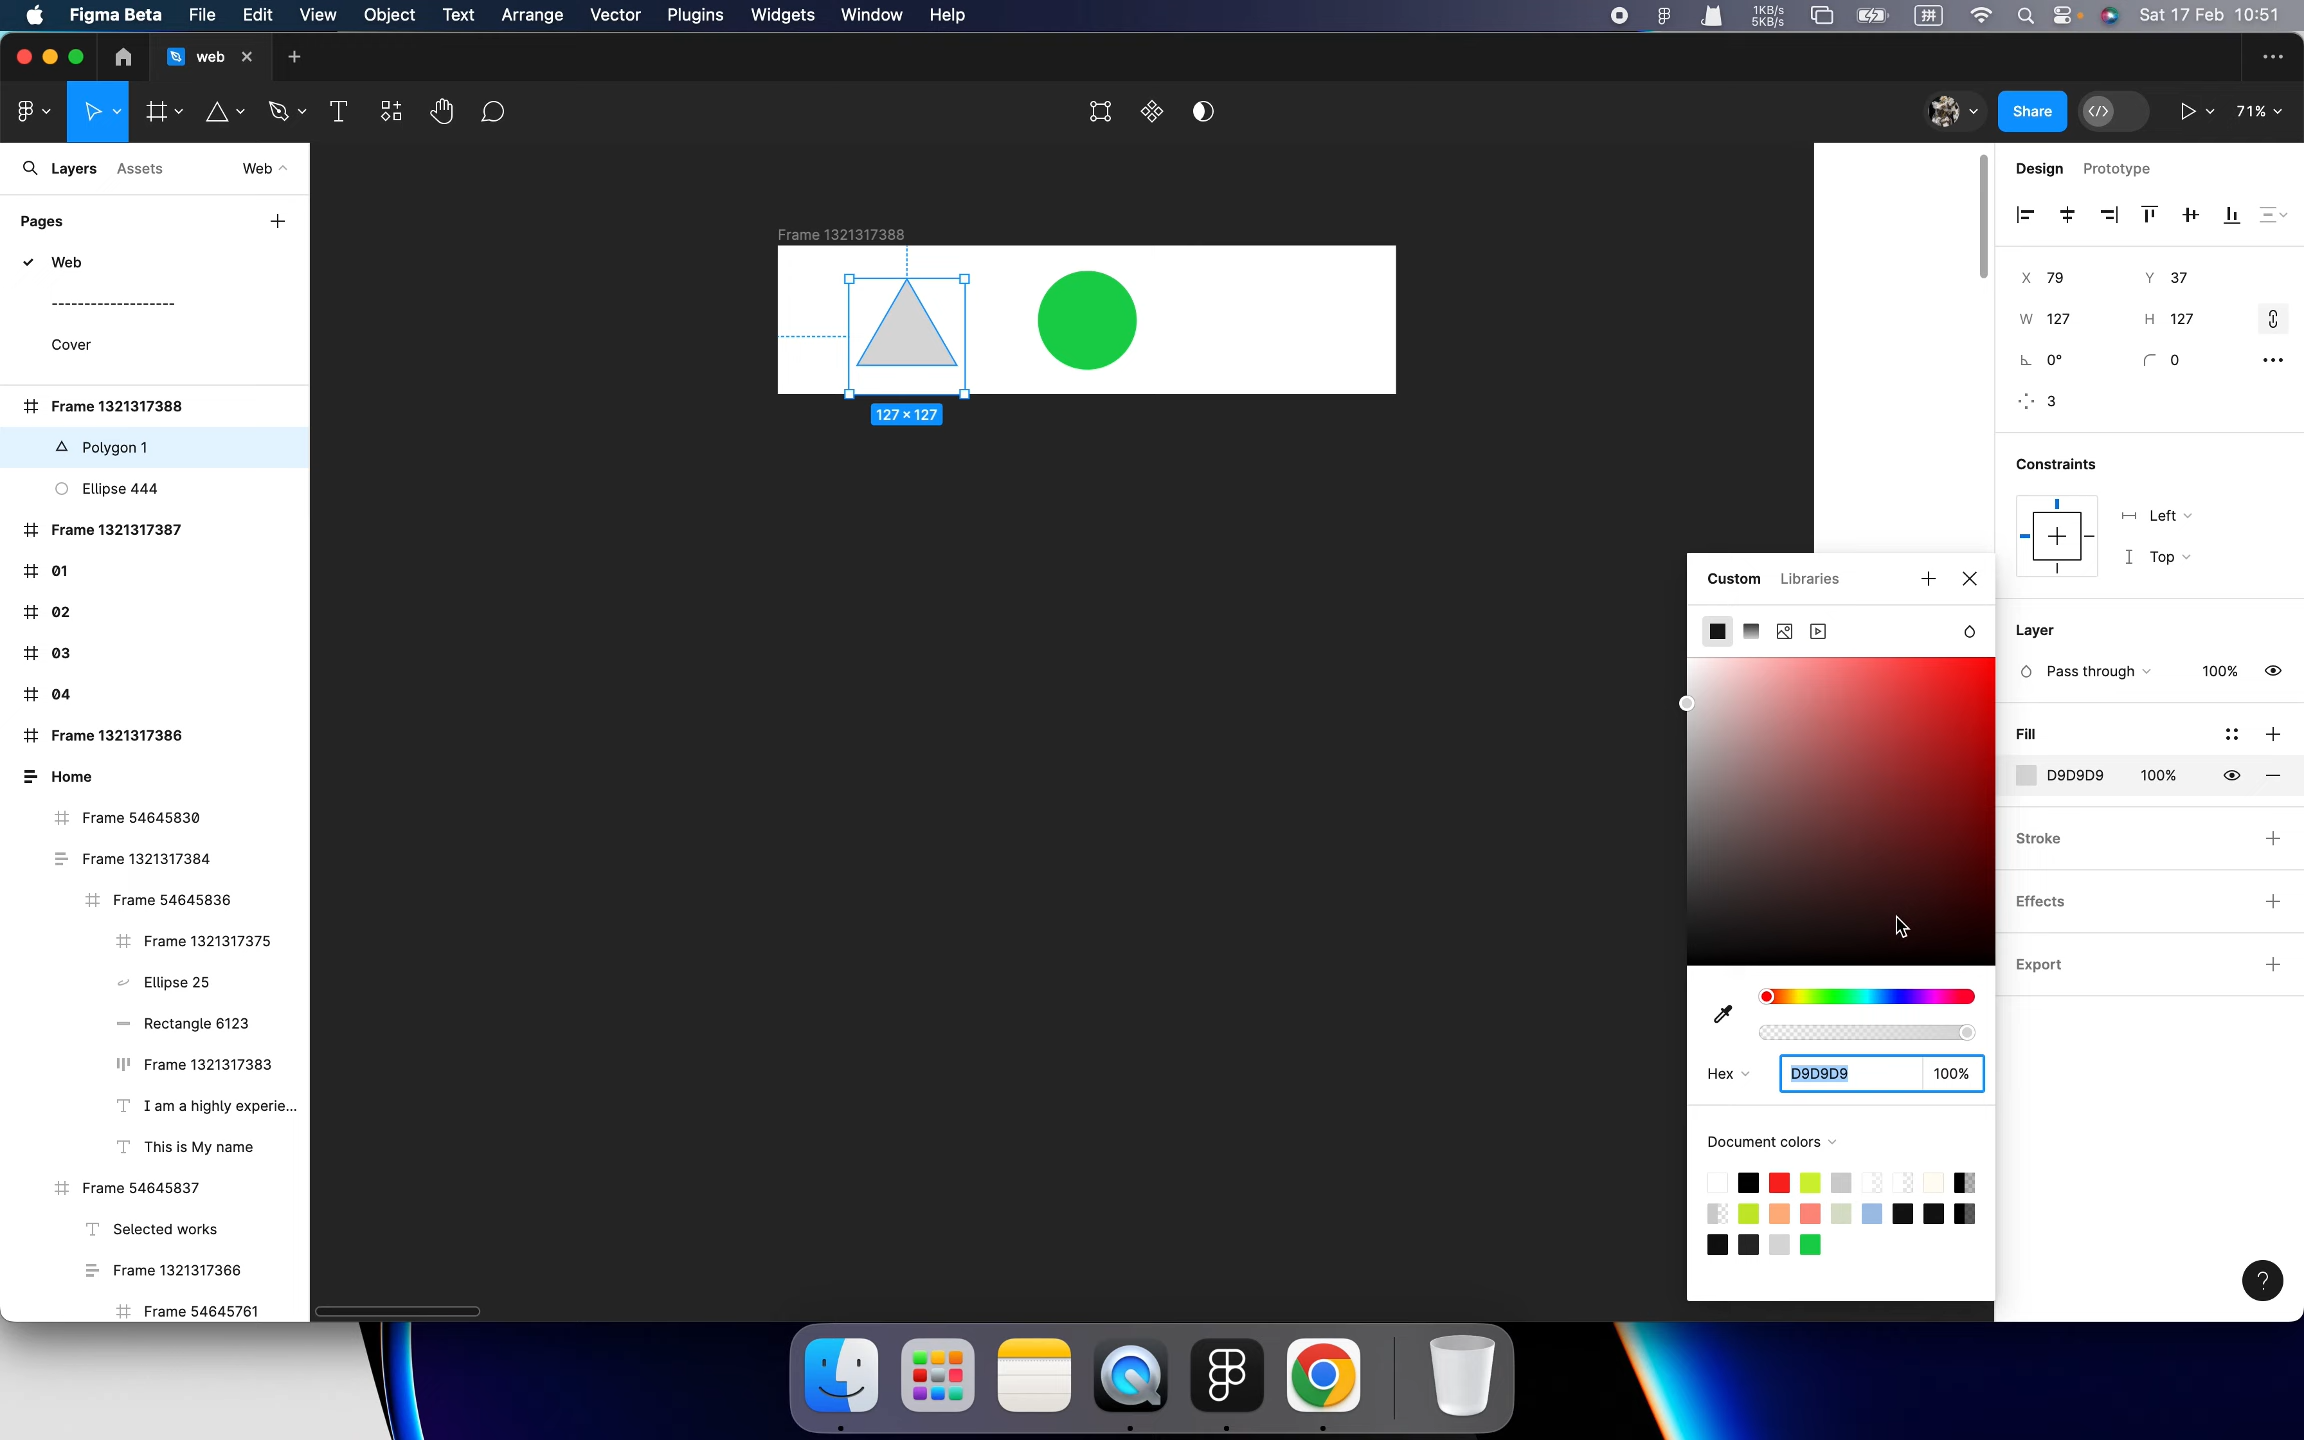 Figma Beta File Edit View Object Text Arrange Vector Plugins Widgets Window Help 1KB/s 5KB/s Sat 17 Feb 10:51
web
Share 71%
Layers Assets Web
Pages
Web
-------------------
Cover
Frame 1321317388
Polygon 1
Ellipse 444
Frame 1321317387
01
02
03
04
Frame 1321317386
Home
Frame 54645830
Frame 1321317384
Frame 54645836
Frame 1321317375
Ellipse 25
Rectangle 6123
Frame 1321317383
I am a highly experie...
This is My name
Frame 54645837
Selected works
Frame 1321317366
Frame 54645761
Frame 1321317388
127 × 127
Custom Libraries
Hex D9D9D9 100%
Document colors
Design Prototype
X 79 Y 37
W 127 H 127
0° 0
3
Constraints
Left
Top
Layer
Pass through 100%
Fill
D9D9D9 100%
Stroke
Effects
Export
?